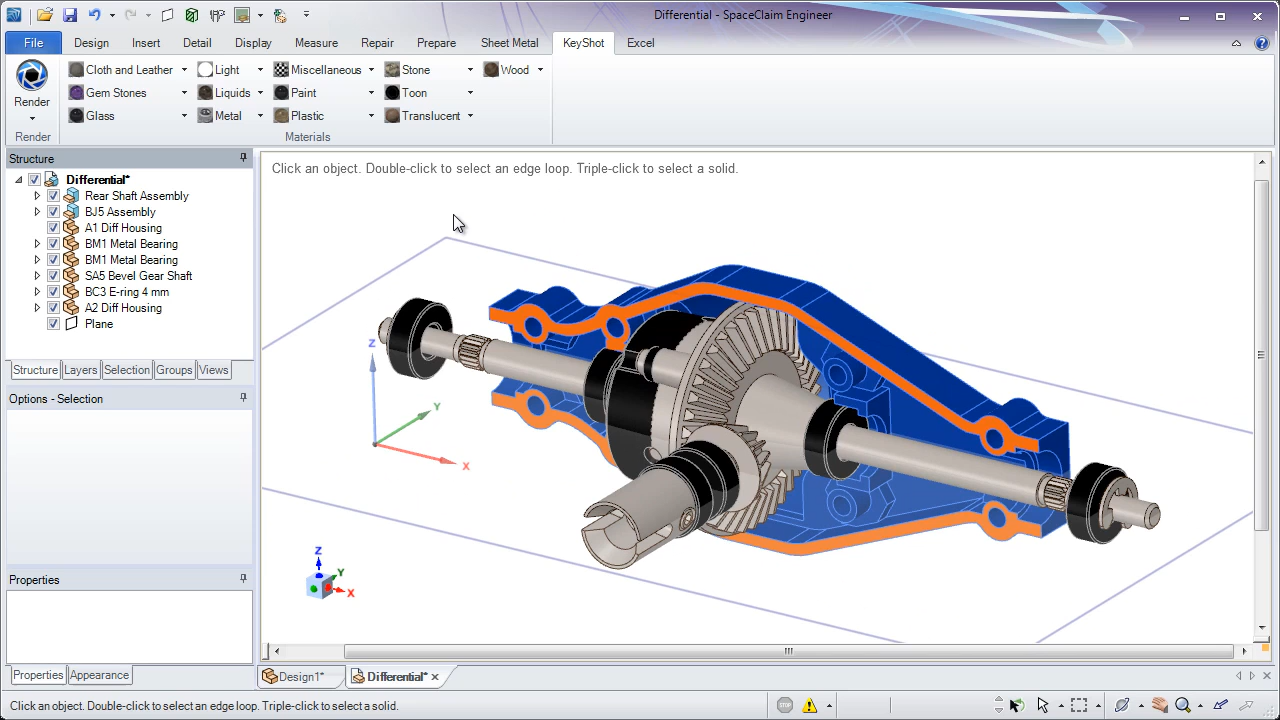 Differential - SpaceClaim Engineer
File Design Insert Detail Display Measure Repair Prepare Sheet Metal KeyShot Excel
Render
Cloth and Leather Light Miscellaneous Stone Wood
Gem Stones Liquids Paint Toon
Glass Metal Plastic Translucent
Render Materials
Structure
Differential*
Rear Shaft Assembly
BJ5 Assembly
A1 Diff Housing
BM1 Metal Bearing
BM1 Metal Bearing
SA5 Bevel Gear Shaft
BC3 E-ring 4 mm
A2 Diff Housing
Plane
Structure Layers Selection Groups Views
Options - Selection
Properties
Properties Appearance
Click an object. Double-click to select an edge loop. Triple-click to select a solid.
Z
Y
X
Z
Y
X
Design1* Differential*
Click an object. Double-click to select an edge loop. Triple-click to select a solid.
STOP